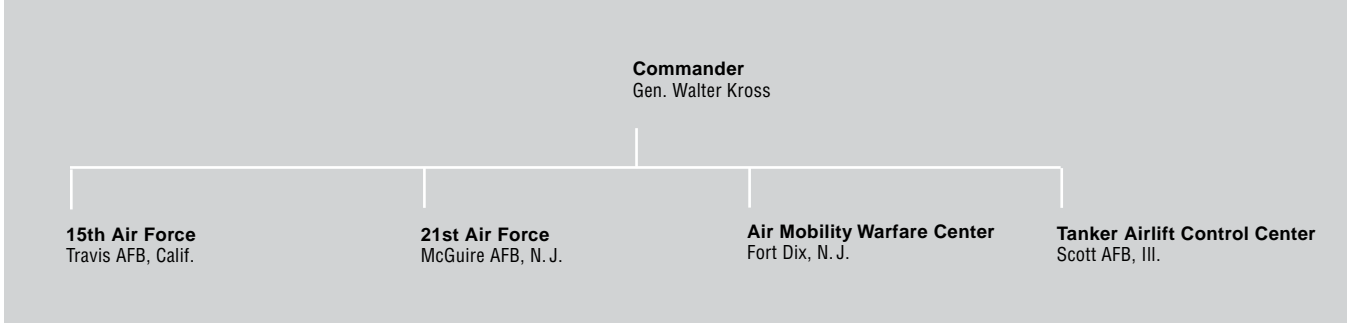 Commander
Gen. Walter Kross
15th Air Force
Travis AFB, Calif.
21st Air Force
McGuire AFB, N.J.
Air Mobility Warfare Center
Fort Dix, N.J.
Tanker Airlift Control Center
Scott AFB, Ill.